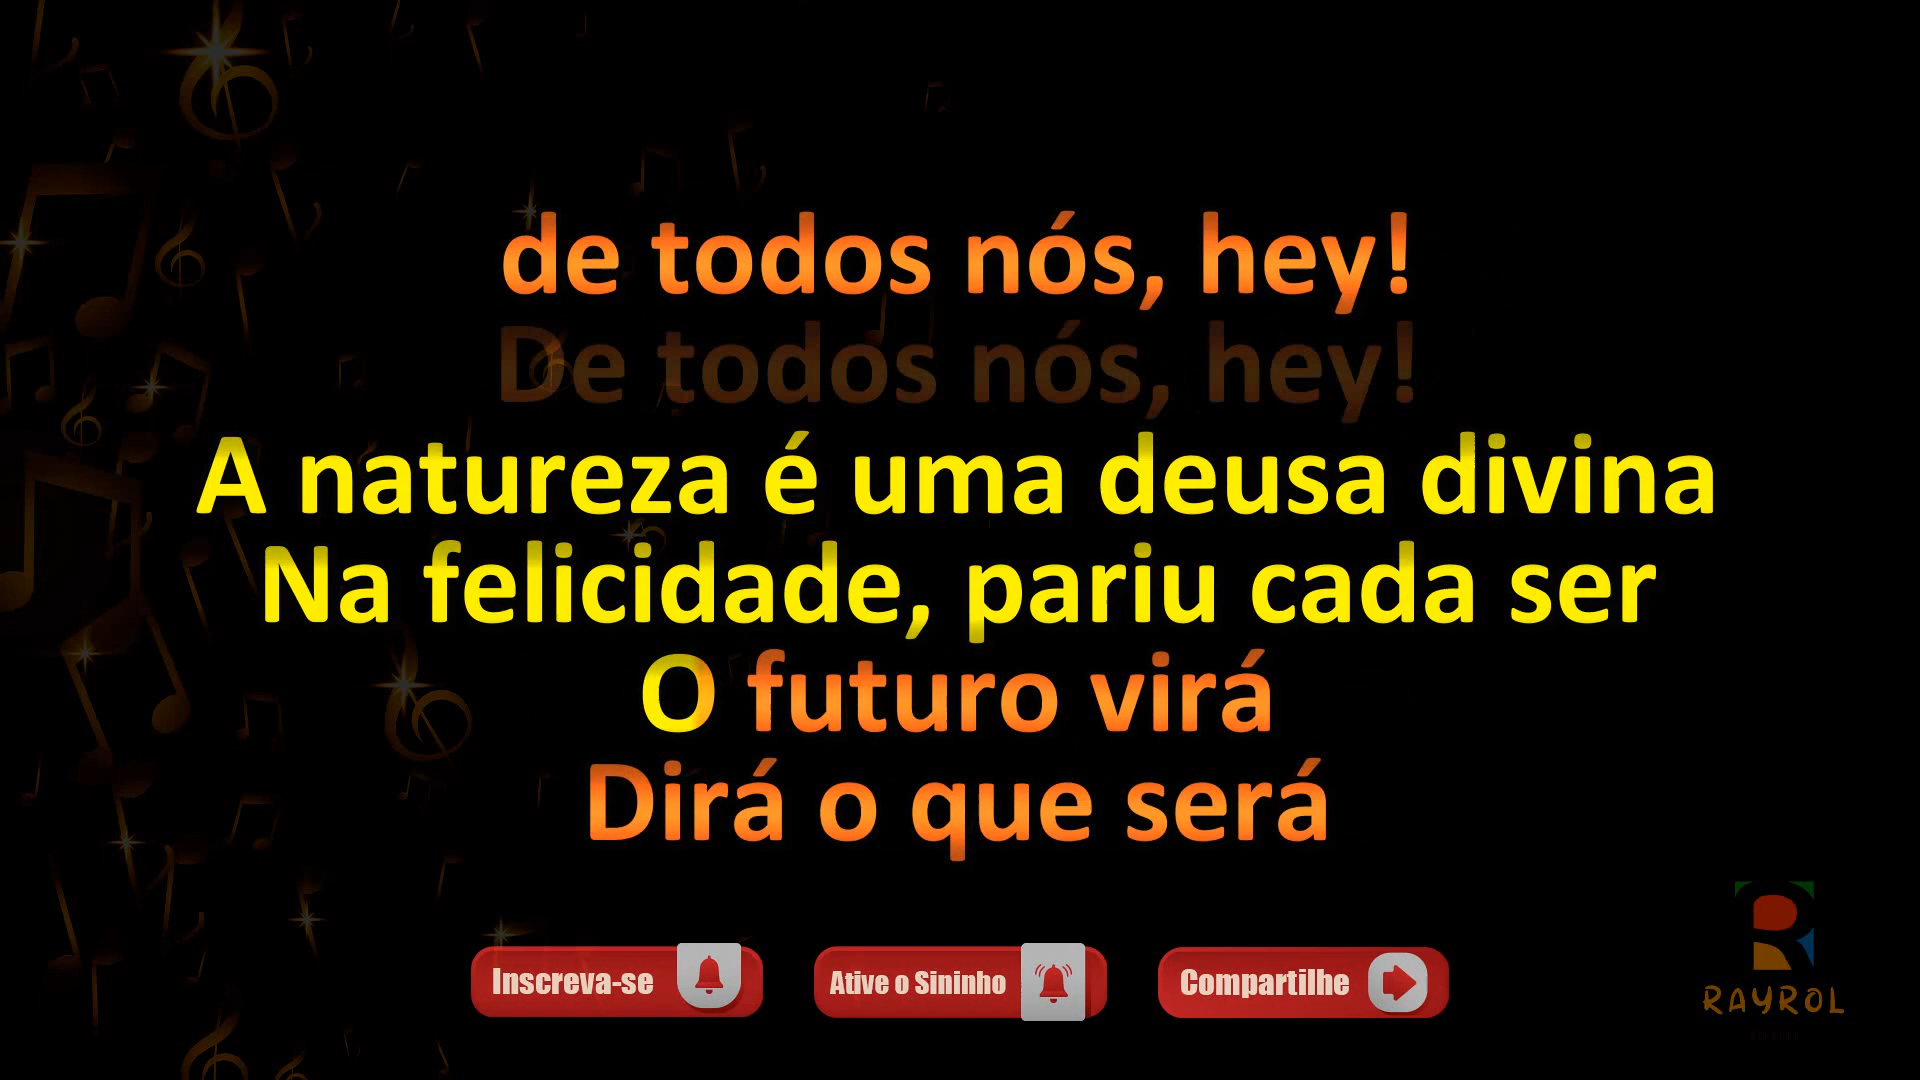 de todos nós, hey!
De todos nós, hey!
A natureza é uma deusa divina
Na felicidade, pariu cada ser
O futuro virá
Dirá o que será
Inscreva-se
Ative o Sininho
Compartilhe
RAYROL